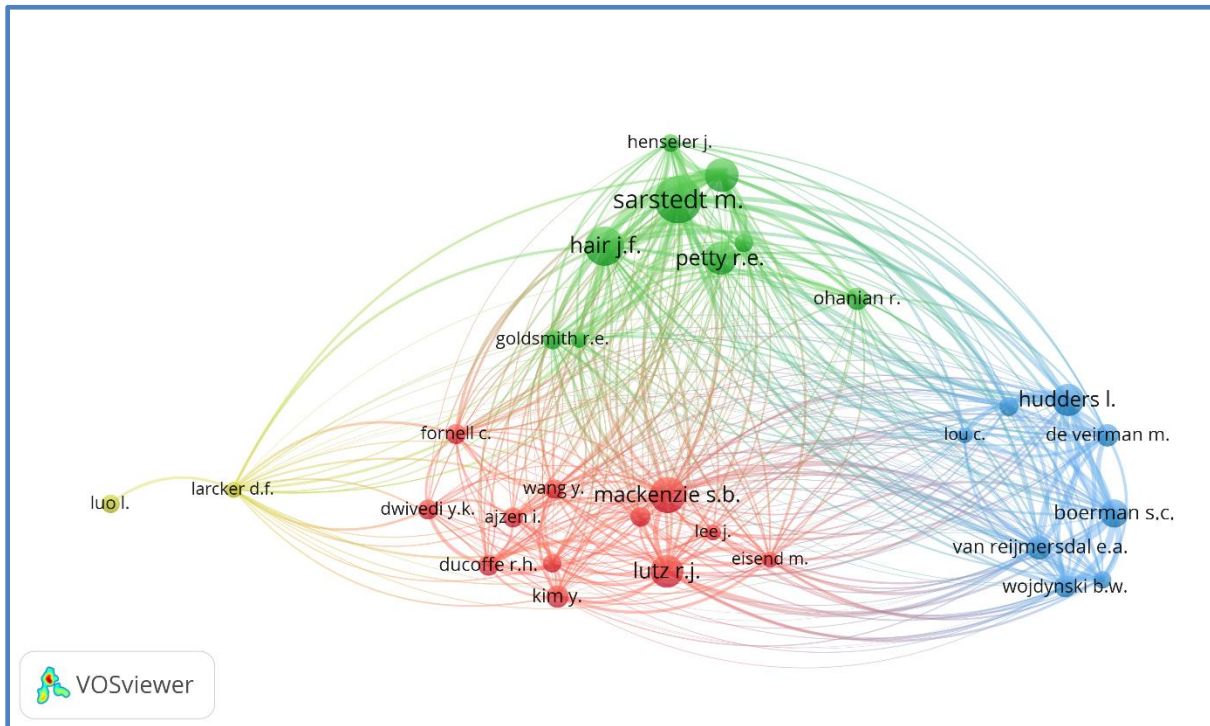 henseler j.
sarstedt m.
hair j.f.
petty r.e.
ohanian r.
goldsmith r.e.
hudders l.
fornell c.
lou c.
de veirman m.
larcker d.f.
wang y.
mackenzie s.b.
luo l.
dwivedi y.k.
ajzen i.
boerman s.c.
lee j.
van reijmersdal e.a.
eisend m.
ducoffe r.h.
lutz r.j.
wojdynski b.w.
kim y.
VOSviewer